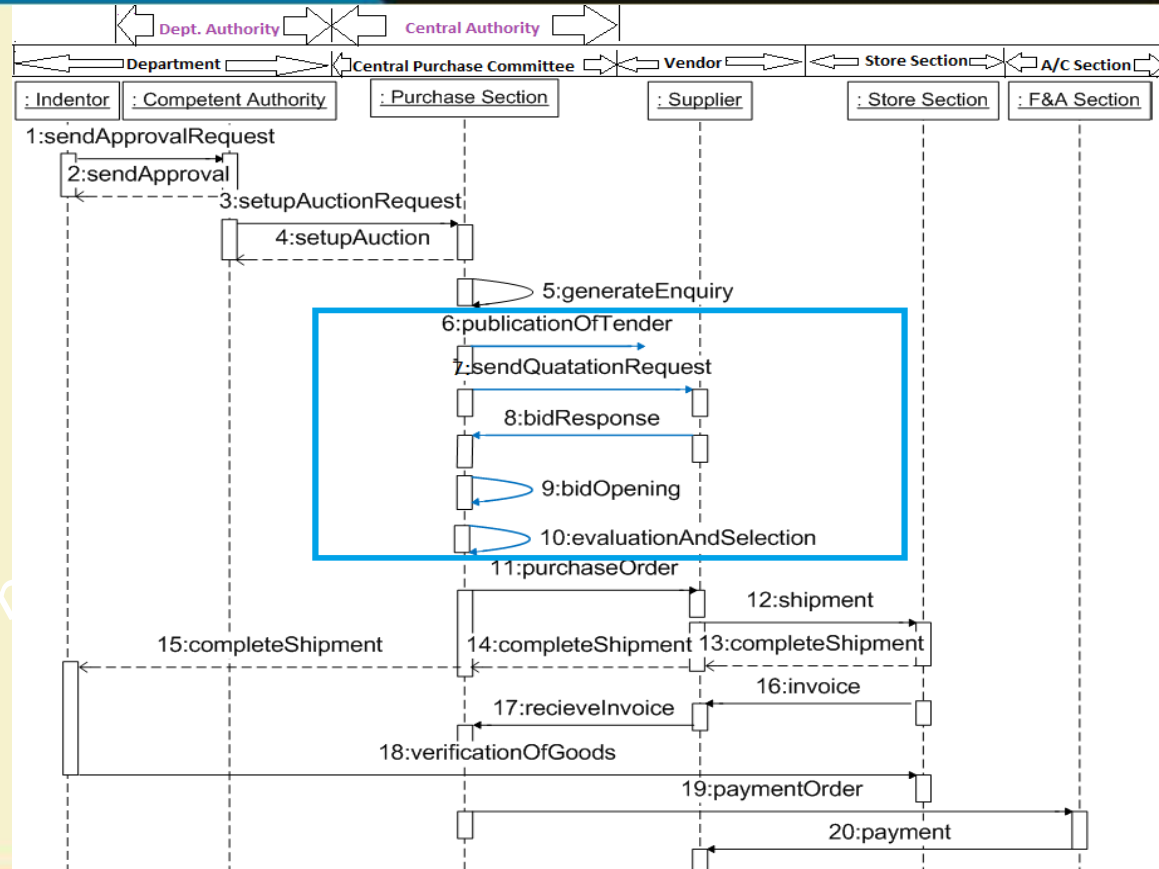 Dept. Authority Central Authority
Department Central Purchase Committee Vendor Store Section A/C Section
: Indentor : Competent Authority : Purchase Section : Supplier : Store Section : F&A Section
1:sendApprovalRequest
2:sendApproval
3:setupAuctionRequest
4:setupAuction
5:generateEnquiry
6:publicationOfTender
7:sendQuatationRequest
8:bidResponse
9:bidOpening
10:evaluationAndSelection
11:purchaseOrder
12:shipment
15:completeShipment 14:completeShipment 13:completeShipment
16:invoice
17:recieveInvoice
18:verificationOfGoods
19:paymentOrder
20:payment